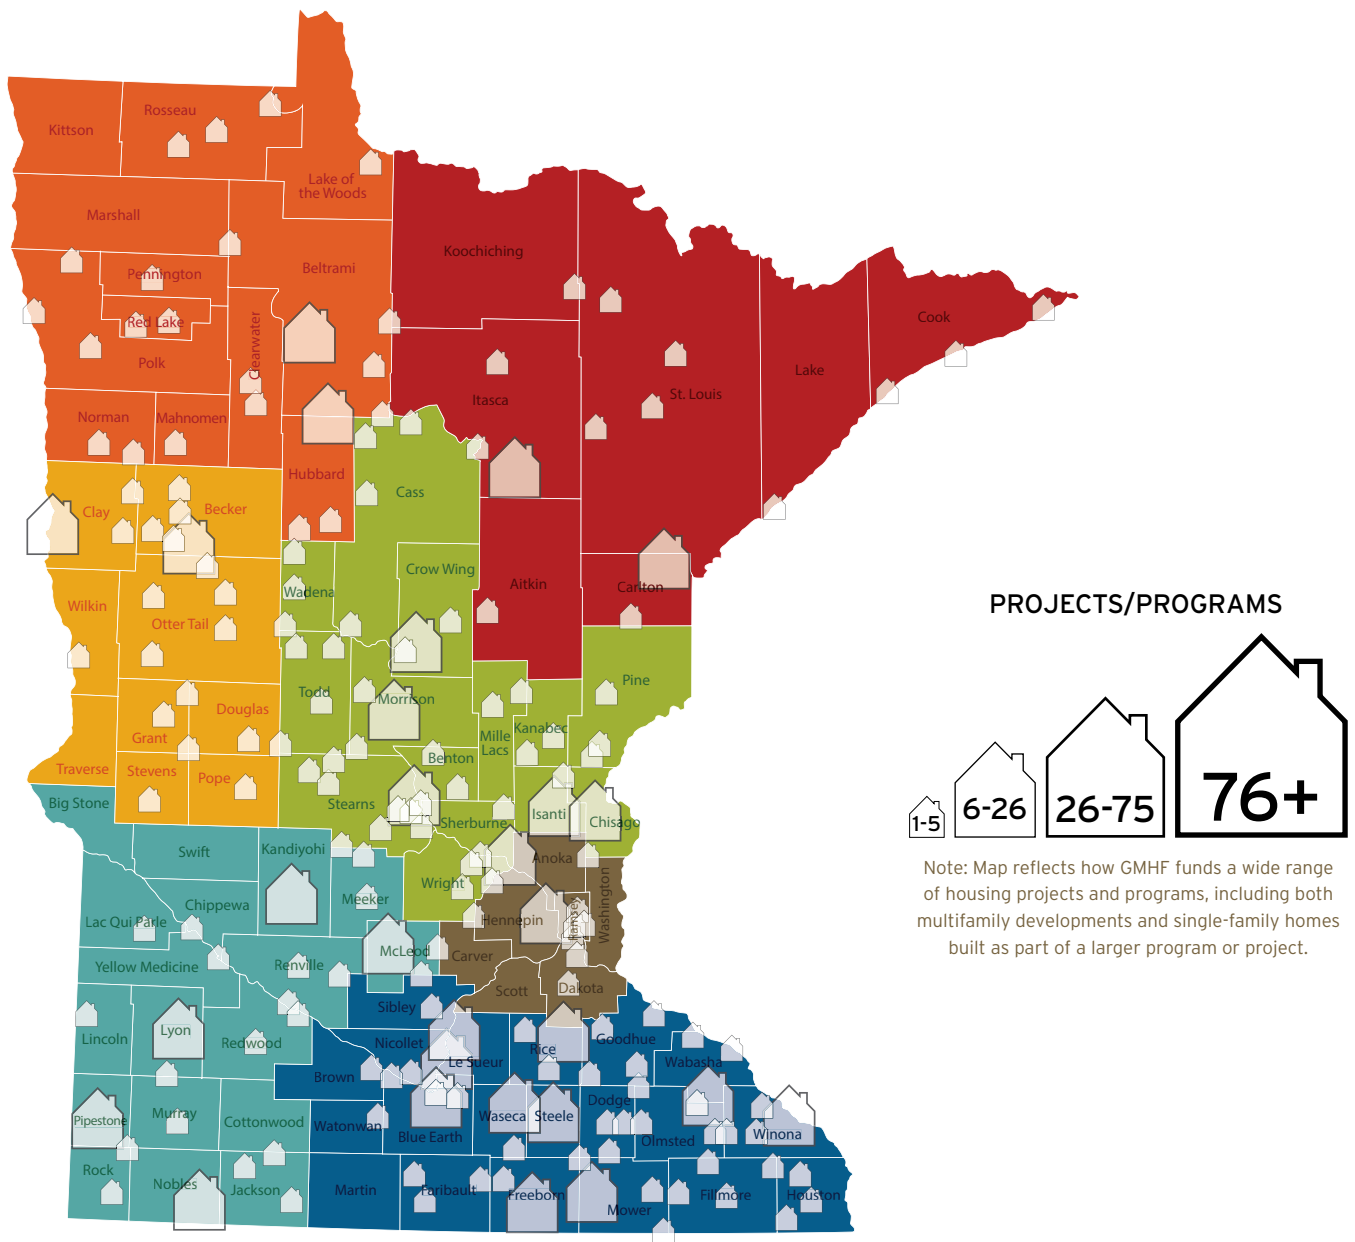 Kittson
Rosseau
Lake of
the Woods
Marshall
Pennington
Beltrami
Red Lake
Clearwater
Polk
Norman
Mahnomen
Hubbard
Koochiching
Itasca
St. Louis
Lake
Cook
Aitkin
Carlton
Clay
Becker
Wilkin
Otter Tail
Grant
Douglas
Traverse
Stevens
Pope
Cass
Crow Wing
Wadena
Todd
Morrison
Mille
Lacs
Kanabec
Pine
Benton
Stearns
Sherburne
Isanti
Chisago
Wright
Big Stone
Swift
Kandiyohi
Chippewa
Meeker
Lac Qui Parle
McLeod
Yellow Medicine
Renville
Lincoln
Lyon
Redwood
Pipestone
Murray
Cottonwood
Rock
Nobles
Jackson
Anoka
Hennepin
Ramsey
Washington
Carver
Scott
Dakota
Sibley
Nicollet
Le Sueur
Rice
Goodhue
Wabasha
Brown
Watonwan
Blue Earth
Waseca
Steele
Dodge
Olmsted
Winona
Martin
Faribault
Freeborn
Mower
Fillmore
Houston
PROJECTS/PROGRAMS
1-5
6-26
26-75
76+
Note: Map reflects how GMHF funds a wide range
of housing projects and programs, including both
multifamily developments and single-family homes
built as part of a larger program or project.